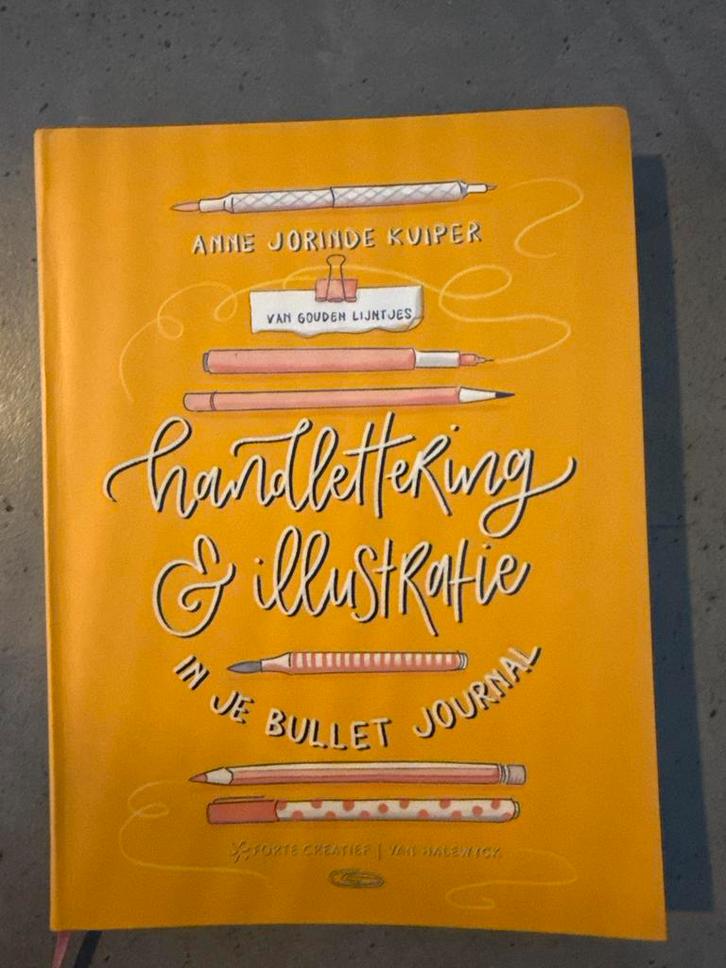 ANNE JORINDE KUIPER
VAN GOUDEN LIJNTJES
handlettering
& illustratie
IN JE BULLET JOURNAL
FORTE CREATIEF | VAN HALEWYCK